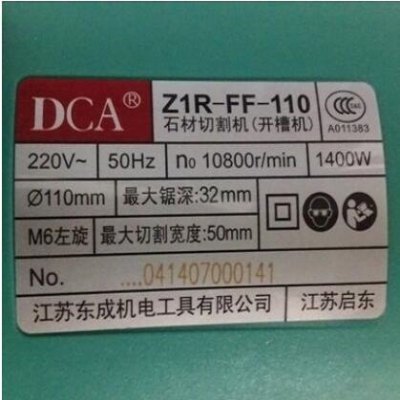 DCA® Z1R-FF-110
石材切割机(开槽机)
A011383
220V~ 50Hz n0 10800r/min 1400W
Ø110mm 最大锯深:32mm
M6左旋 最大切割宽度:50mm
No. ....041407000141
江苏东成机电工具有限公司 江苏启东